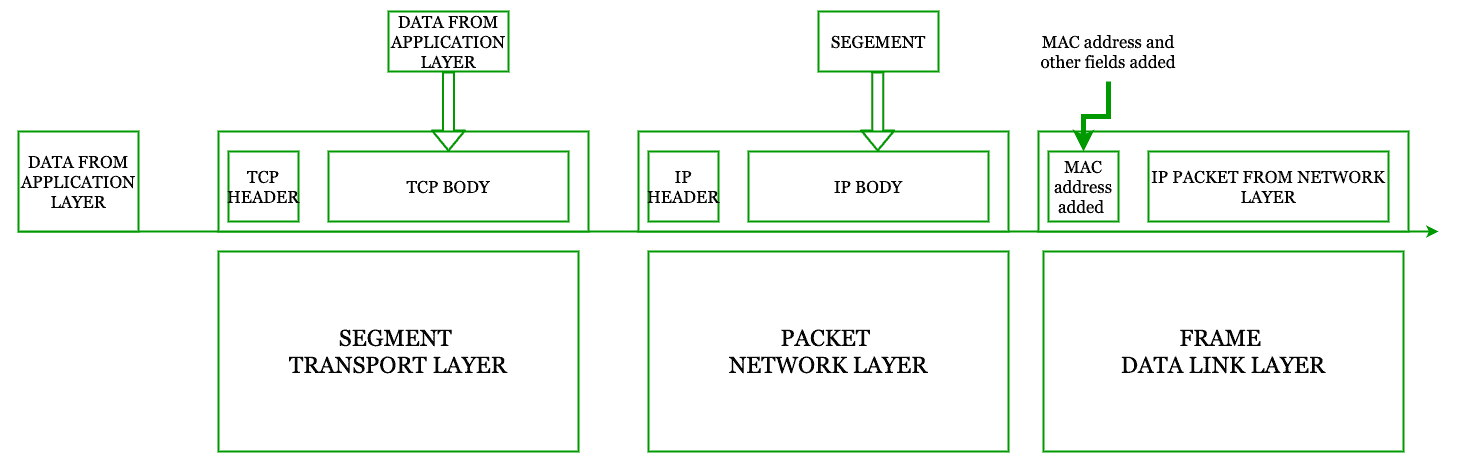 DATA FROM
APPLICATION
LAYER
SEGEMENT
MAC address and
other fields added
DATA FROM
APPLICATION
LAYER
TCP
HEADER
TCP BODY
IP
HEADER
IP BODY
MAC
address
added
IP PACKET FROM NETWORK
LAYER
SEGMENT
TRANSPORT LAYER
PACKET
NETWORK LAYER
FRAME
DATA LINK LAYER